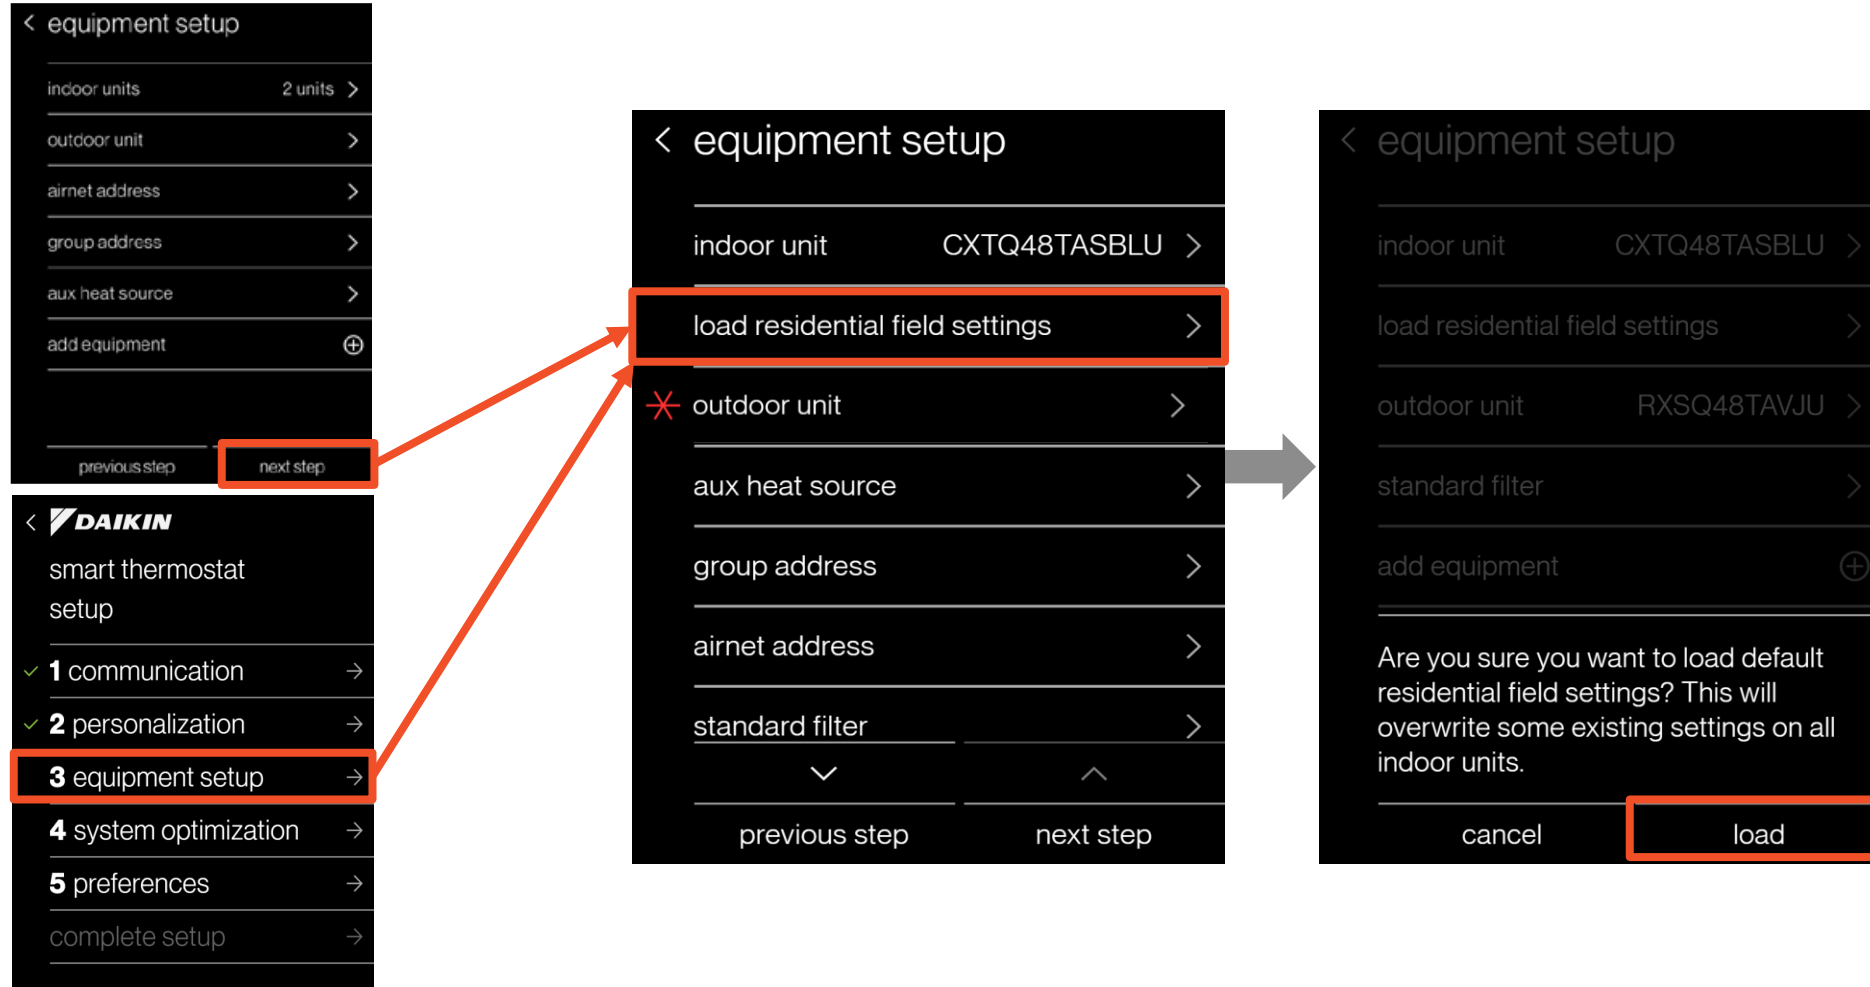 equipment setup
indoor units 2 units
outdoor unit
airnet address
group address
aux heat source
add equipment
previous step next step
DAIKIN
smart thermostat
setup
1 communication
2 personalization
3 equipment setup
4 system optimization
5 preferences
complete setup
equipment setup
indoor unit CXTQ48TASBLU
load residential field settings
outdoor unit
aux heat source
group address
airnet address
standard filter
previous step next step
equipment setup
indoor unit CXTQ48TASBLU
load residential field settings
outdoor unit RXSQ48TAVJU
standard filter
add equipment
Are you sure you want to load default
residential field settings? This will
overwrite some existing settings on all
indoor units.
cancel load